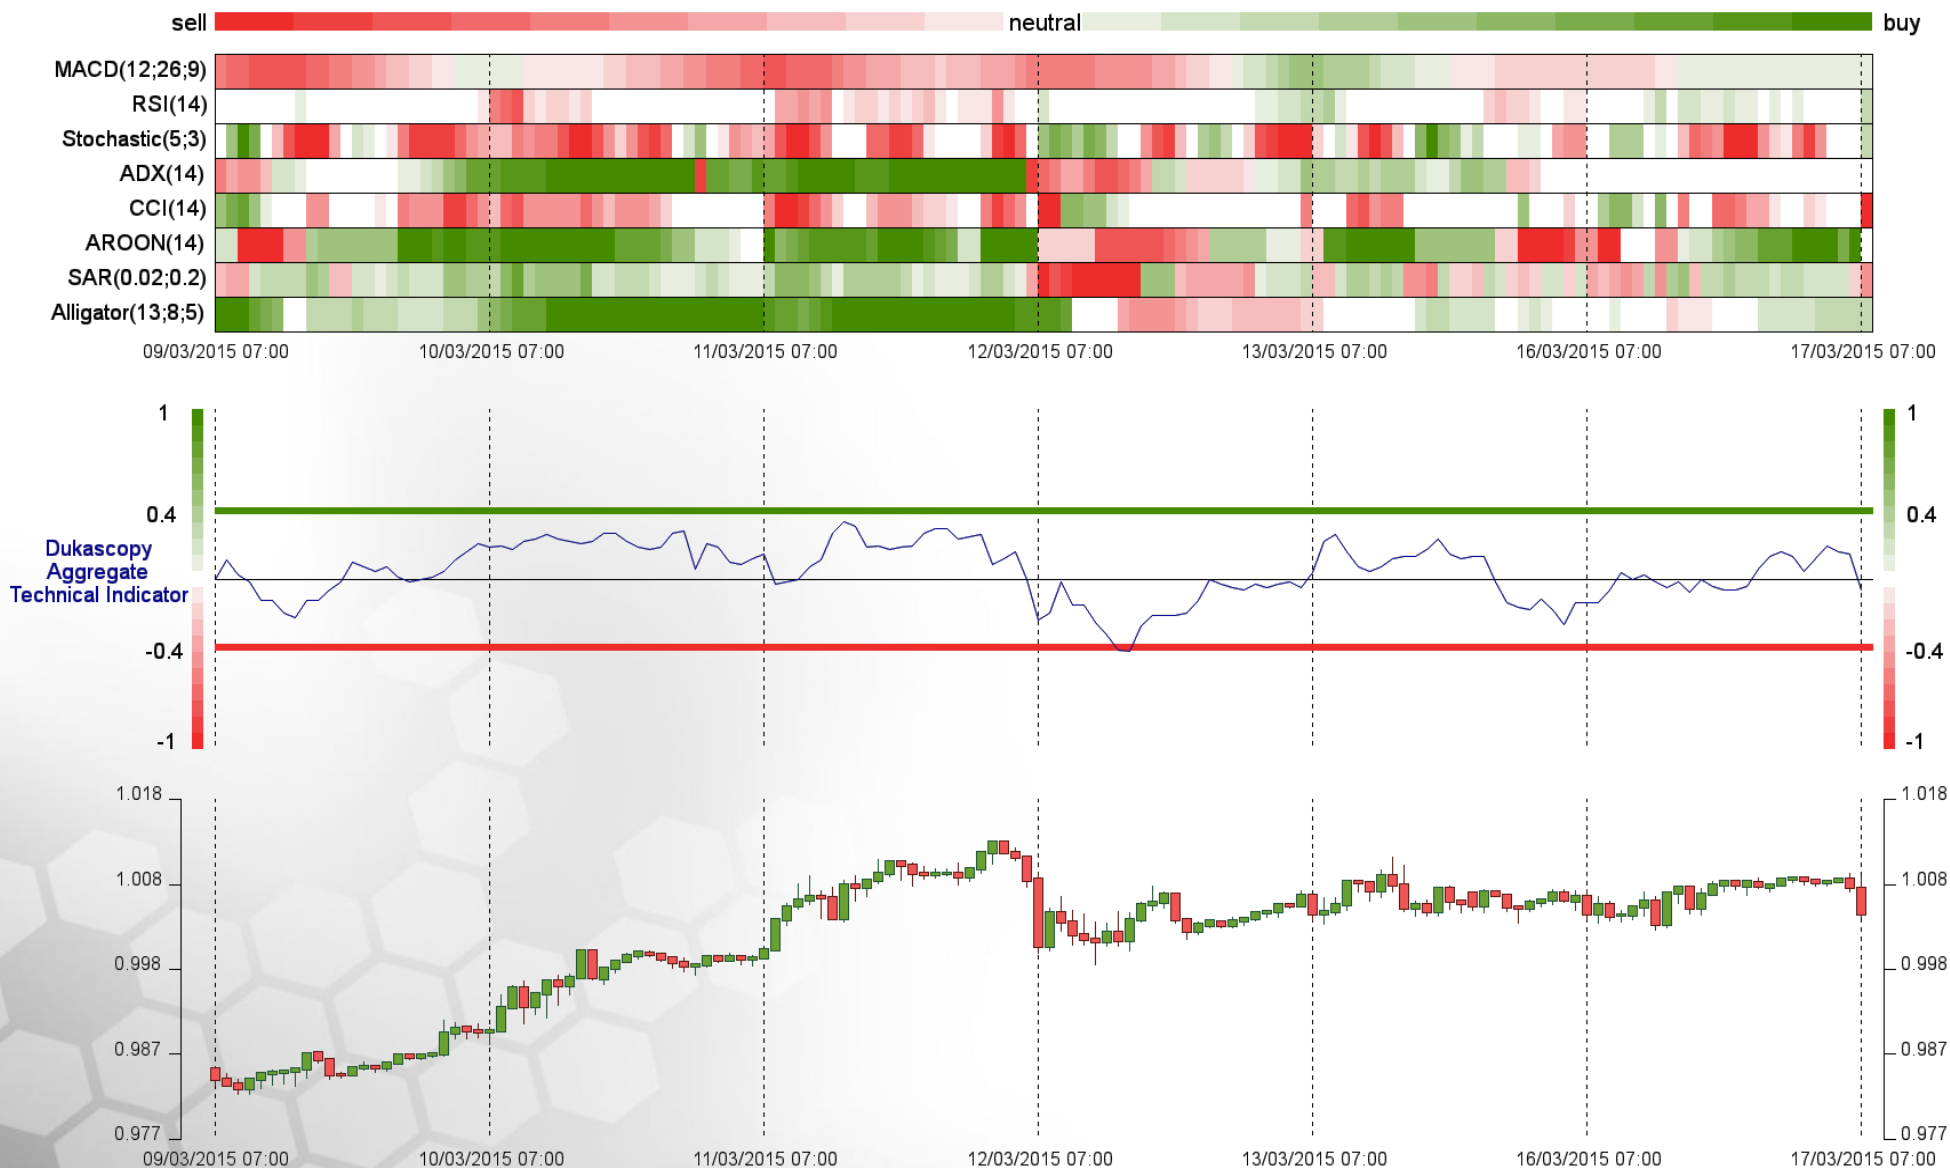 sell neutral buy
MACD(12;26;9)
RSI(14)
Stochastic(5;3)
ADX(14)
CCI(14)
AROON(14)
SAR(0.02;0.2)
Alligator(13;8;5)
09/03/2015 07:00 10/03/2015 07:00 11/03/2015 07:00 12/03/2015 07:00 13/03/2015 07:00 16/03/2015 07:00 17/03/2015 07:00
1 1
0.4 0.4
Dukascopy
Aggregate
Technical Indicator
-0.4 -0.4
-1 -1
1.018 1.018
1.008 1.008
0.998 0.998
0.987 0.987
0.977 0.977
09/03/2015 07:00 10/03/2015 07:00 11/03/2015 07:00 12/03/2015 07:00 13/03/2015 07:00 16/03/2015 07:00 17/03/2015 07:00